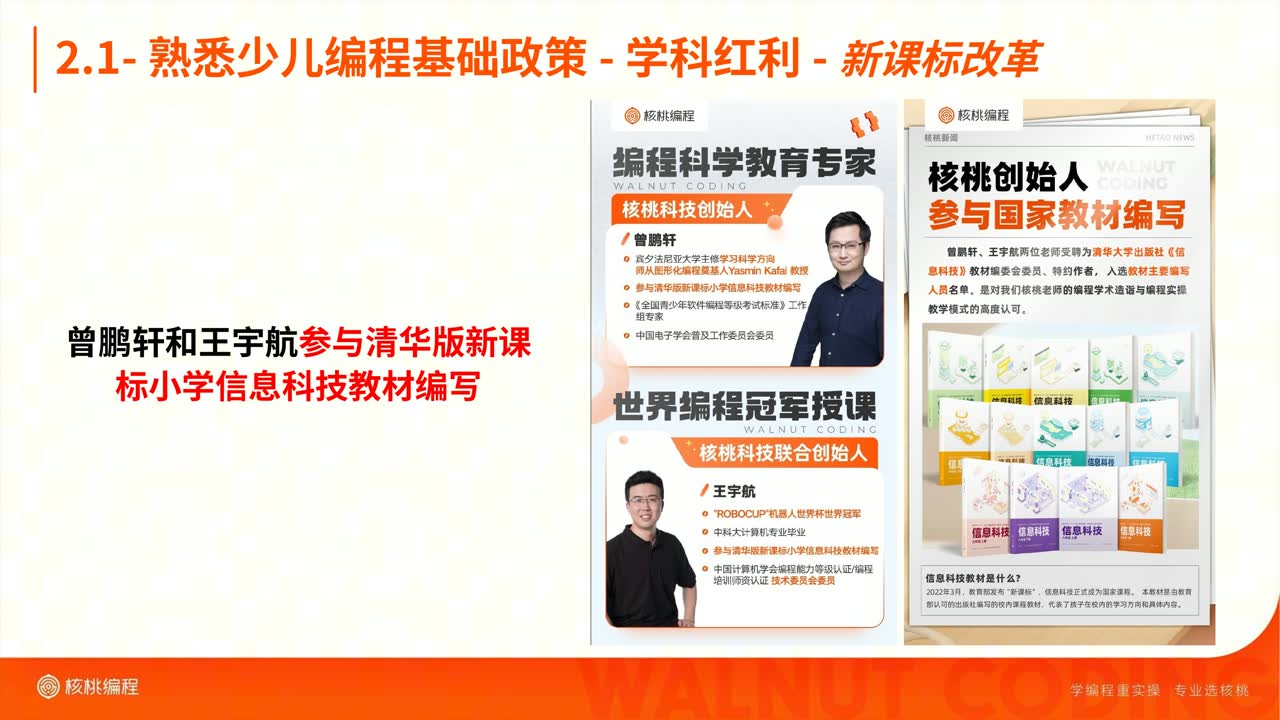 2.1- 熟悉少儿编程基础政策 - 学科红利 - 新课标改革
曾鹏轩和王宇航参与清华版新课
标小学信息科技教材编写
核桃编程
编程科学教育专家
WALNUT CODING
核桃科技创始人
曾鹏轩
宾夕法尼亚大学主修学习科学方向
师从图形化编程奠基人Yasmin Kafai 教授
参与清华版新课标小学信息科技教材编写
《全国青少年软件编程等级考试标准》工作
组专家
中国电子学会普及工作委员会委员
世界编程冠军授课
WALNUT CODING
核桃科技联合创始人
王宇航
"ROBOCUP"机器人世界杯世界冠军
中科大计算机专业毕业
参与清华版新课标小学信息科技教材编写
中国计算机学会编程能力等级认证/编程
培训师资认证 技术委员会委员
核桃编程
核桃新闻
HETAO NEWS
WALNUT
CODING
核桃创始人
参与国家教材编写
曾鹏轩、王宇航两位老师受聘为清华大学出版社《信
息科技》教材编委会委员、特约作者，入选教材主要编写
人员名单。是对我们核桃老师的编程学术造诣与编程实操
教学模式的高度认可。
信息科技
信息科技
信息科技
信息科技
信息科技
信息科技
信息科技
信息科技
信息科技教材是什么?
2022年3月，教育部发布"新课标"，信息科技正式成为国家课程。 本教材是由教育
部认可的出版社编写的校内课程教材，代表了孩子在校内的学习方向和具体内容。
核桃编程
WALNUT CODING
学编程重实操 专业选核桃